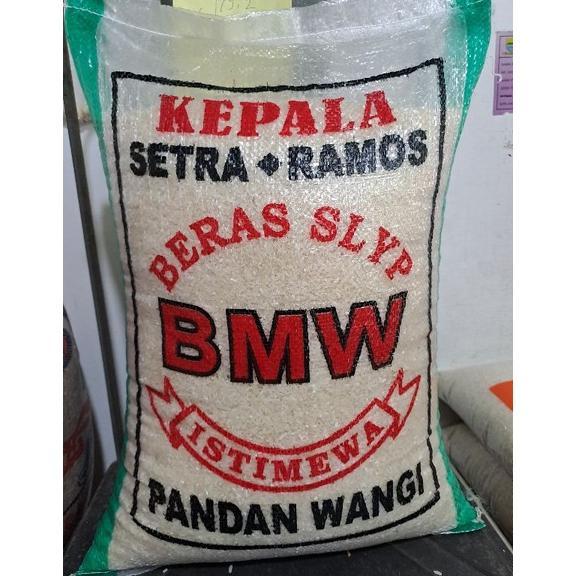 KEPALA
SETRA ◆ RAMOS
BERAS SLYP
BMW
ISTIMEWA
PANDAN WANGI